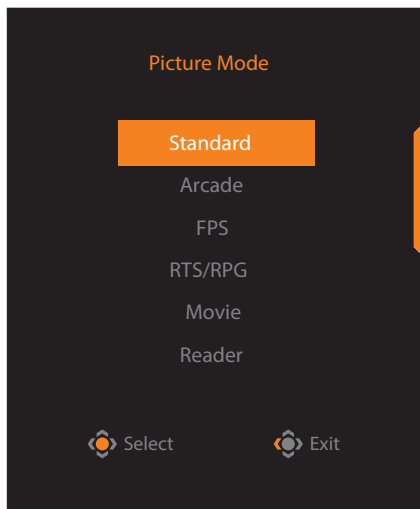 Picture Mode
Standard
Arcade
FPS
RTS/RPG
Movie
Reader
Select Exit